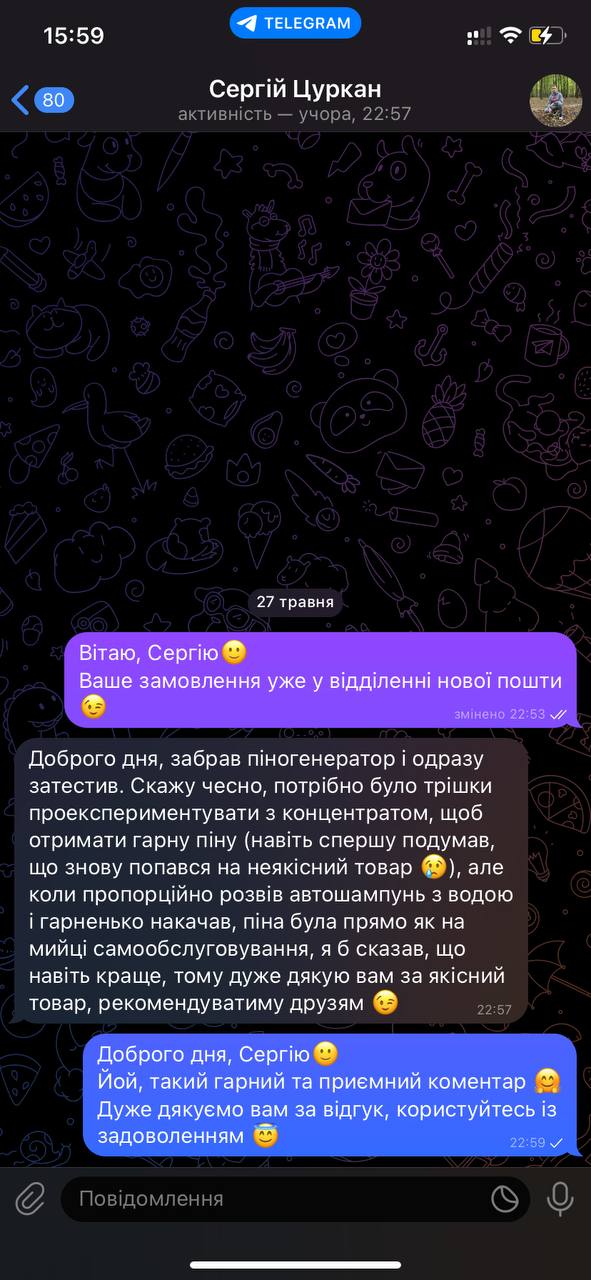 15:59
TELEGRAM
80
Сергій Цуркан
активність — учора, 22:57
27 травня
Вітаю, Сергію🙂
Ваше замовлення уже у відділенні нової пошти
😉
змінено 22:53
Доброго дня, забрав піногенератор і одразу
затестив. Скажу чесно, потрібно було трішки
проекспериментувати з концентратом, щоб
отримати гарну піну (навіть спершу подумав,
що знову попався на неякісний товар 😢), але
коли пропорційно розвів автошампунь з водою
і гарненько накачав, піна була прямо як на
мийці самообслуговування, я б сказав, що
навіть краще, тому дуже дякую вам за якісний
товар, рекомендуватиму друзям 😉
22:57
Доброго дня, Сергію🙂
Йой, такий гарний та приємний коментар 🤗
Дуже дякуємо вам за відгук, користуйтесь із
задоволенням 😇
22:59
Повідомлення